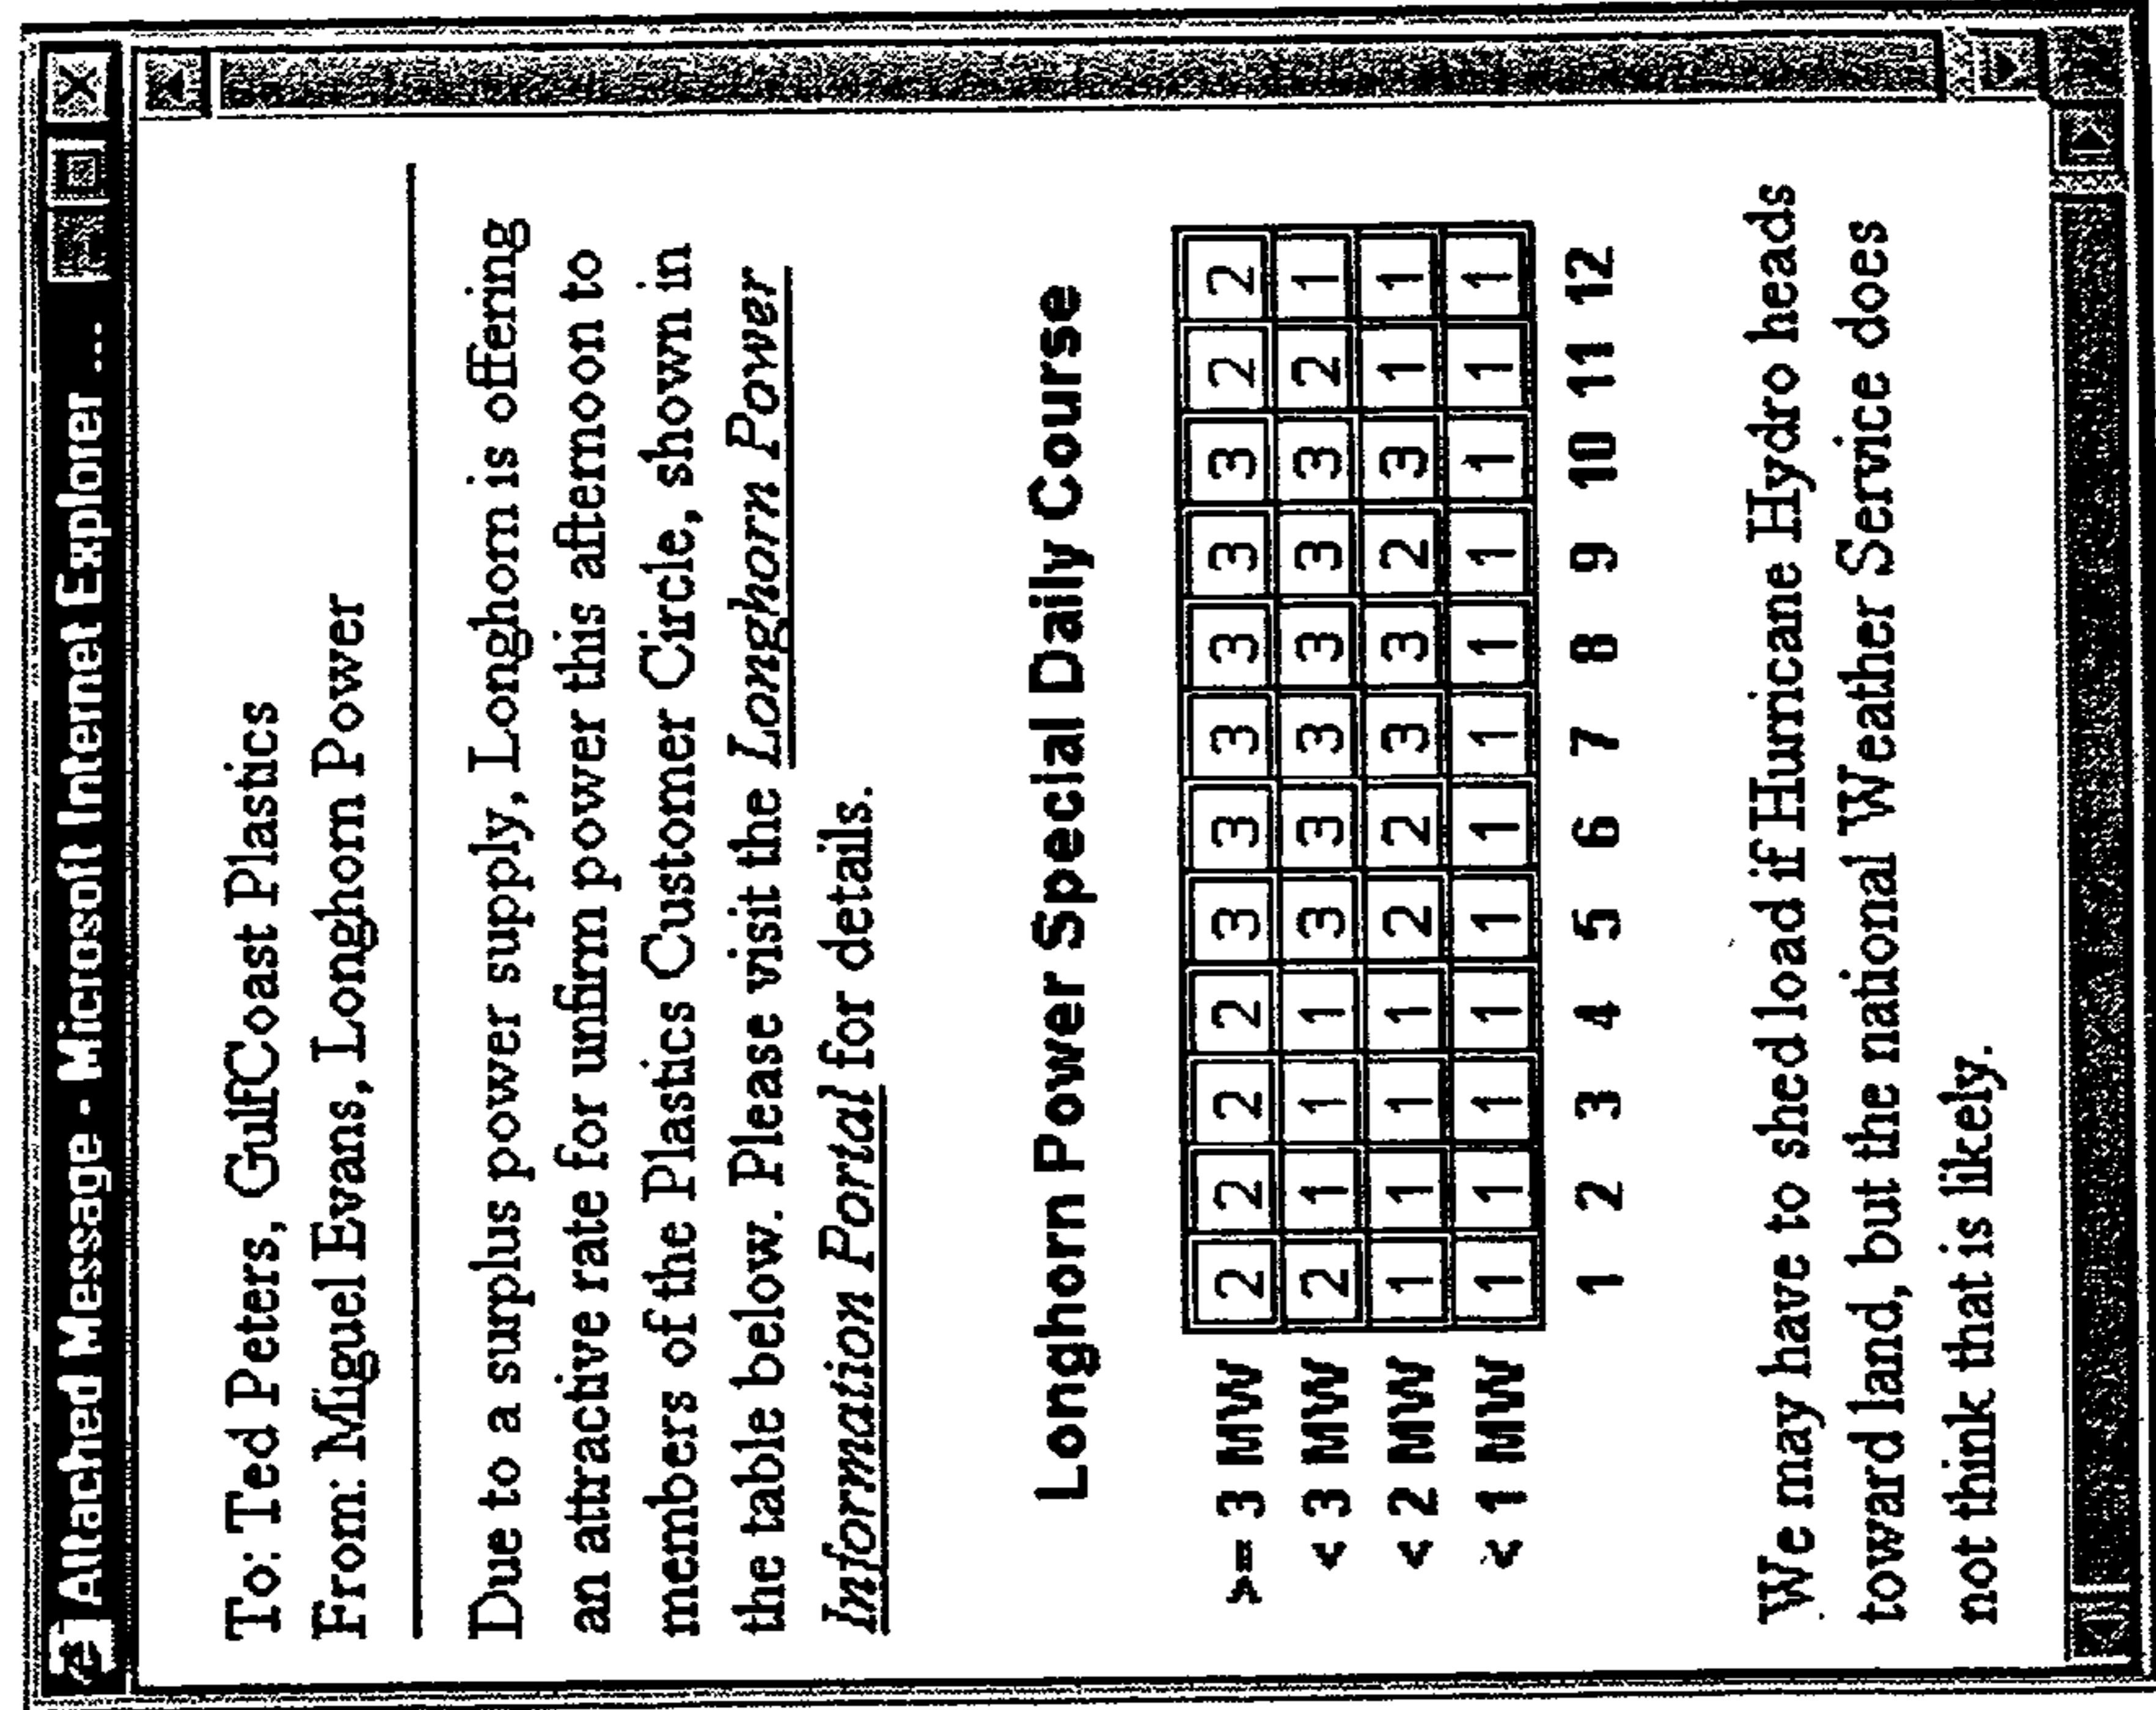 Attached Message - Microsoft Internet Explorer ...
To: Ted Peters, GulfCoast Plastics
From: Miguel Evans, Longhorn Power
Due to a surplus power supply, Longhorn is offering
an attractive rate for unfirm power this afternoon to
members of the Plastics Customer Circle, shown in
the table below. Please visit the Longhorn Power
Information Portal for details.
Longhorn Power Special Daily Course
>= 3 MW 2 2 2 2 3 3 3 3 3 3 2 2
< 3 MW 2 1 1 1 3 3 3 3 3 3 2 1
< 2 MW 1 1 1 1 2 2 3 3 2 3 1 1
< 1 MW 1 1 1 1 1 1 1 1 1 1 1 1
1 2 3 4 5 6 7 8 9 10 11 12
We may have to shed load if Hurricane Hydro heads
toward land, but the national Weather Service does
not think that is likely.